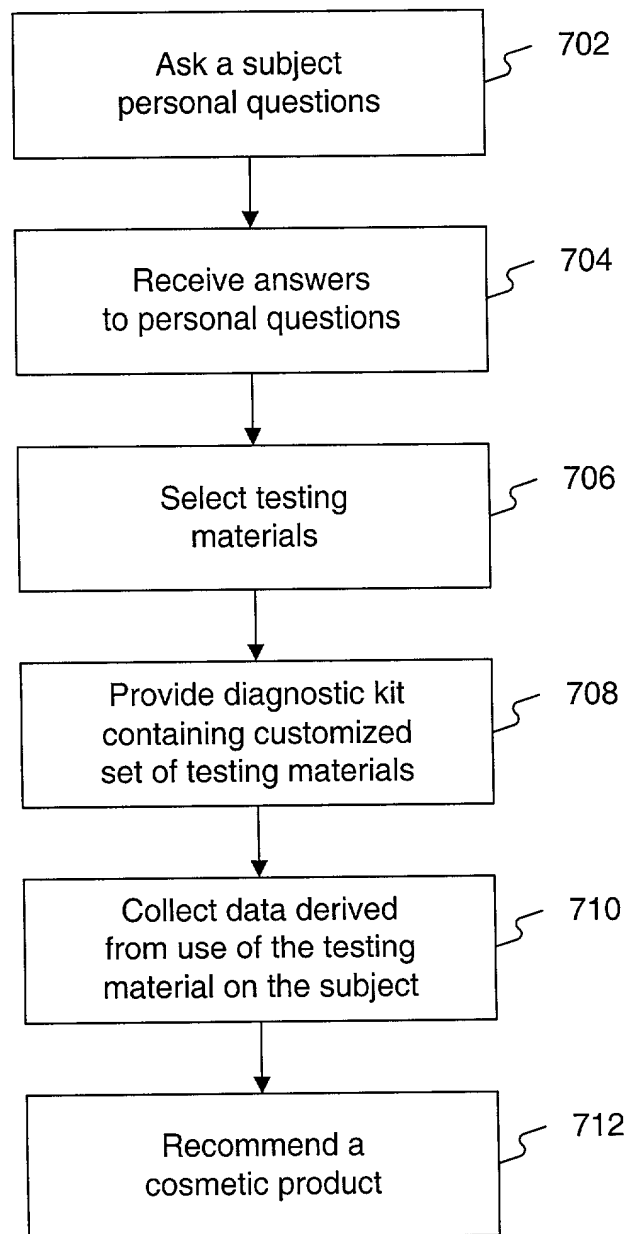 Ask a subject
personal questions
702
Receive answers
to personal questions
704
Select testing
materials
706
Provide diagnostic kit
containing customized
set of testing materials
708
Collect data derived
from use of the testing
material on the subject
710
Recommend a
cosmetic product
712